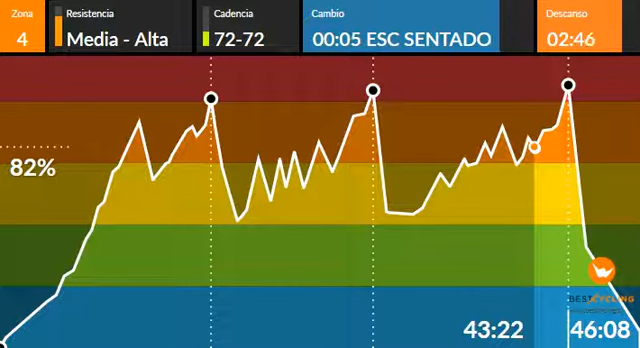 Zona
4
Resistencia
Media - Alta
Cadencia
72-72
Cambio
00:05 ESC SENTADO
Descanso
02:46
82%
BESTCYCLING
43:22
46:08